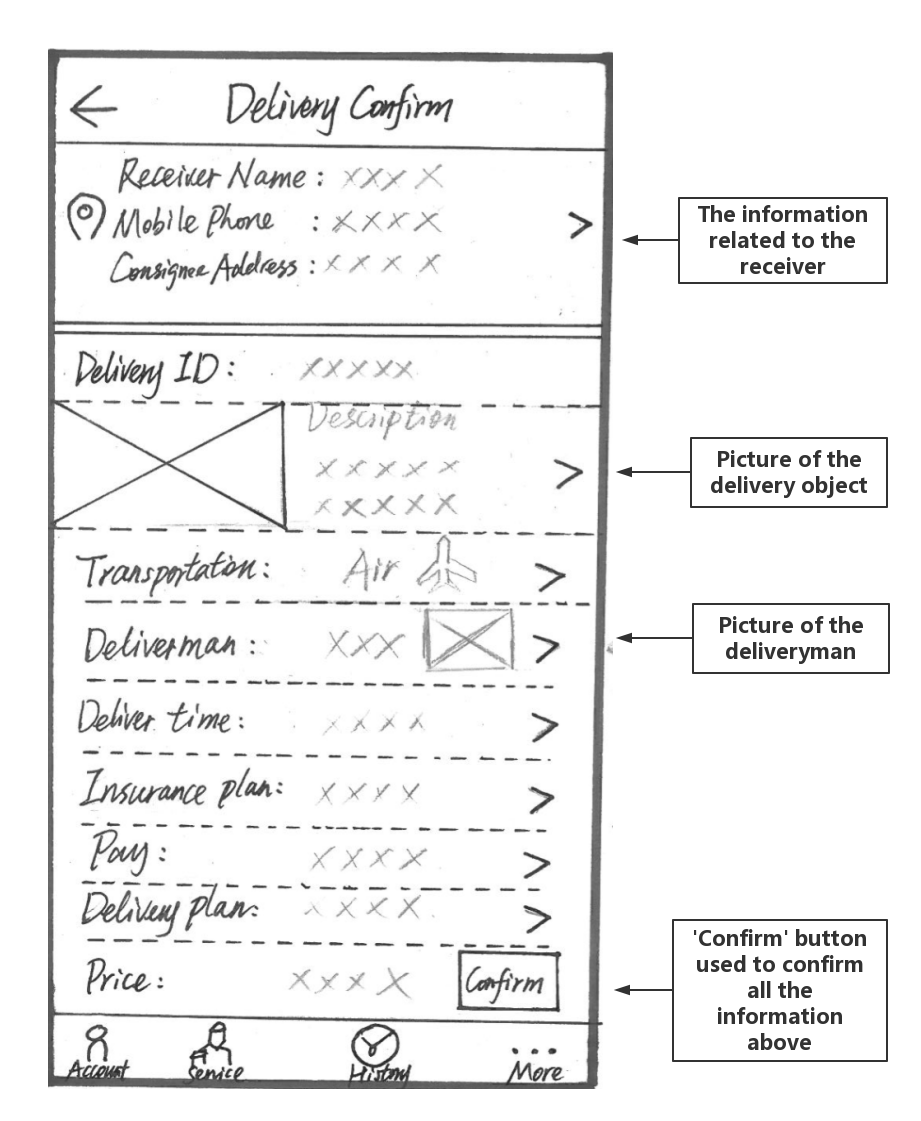 Delivery Confirm
Receiver Name : xxxx
Mobile Phone : xxxx
Consignee Address : xxxx
The information
related to the
receiver
Delivery ID : xxxxx
Description
xxxxx
xxxxx
Picture of the
delivery object
Transportation : Air
Deliverman : xxx
Picture of the
deliveryman
Deliver time : xxxx
Insurance plan : xxxx
Pay : xxxx
Delivery plan : xxxx
Price : xxxx Confirm
'Confirm' button
used to confirm
all the
information
above
Account Service History More